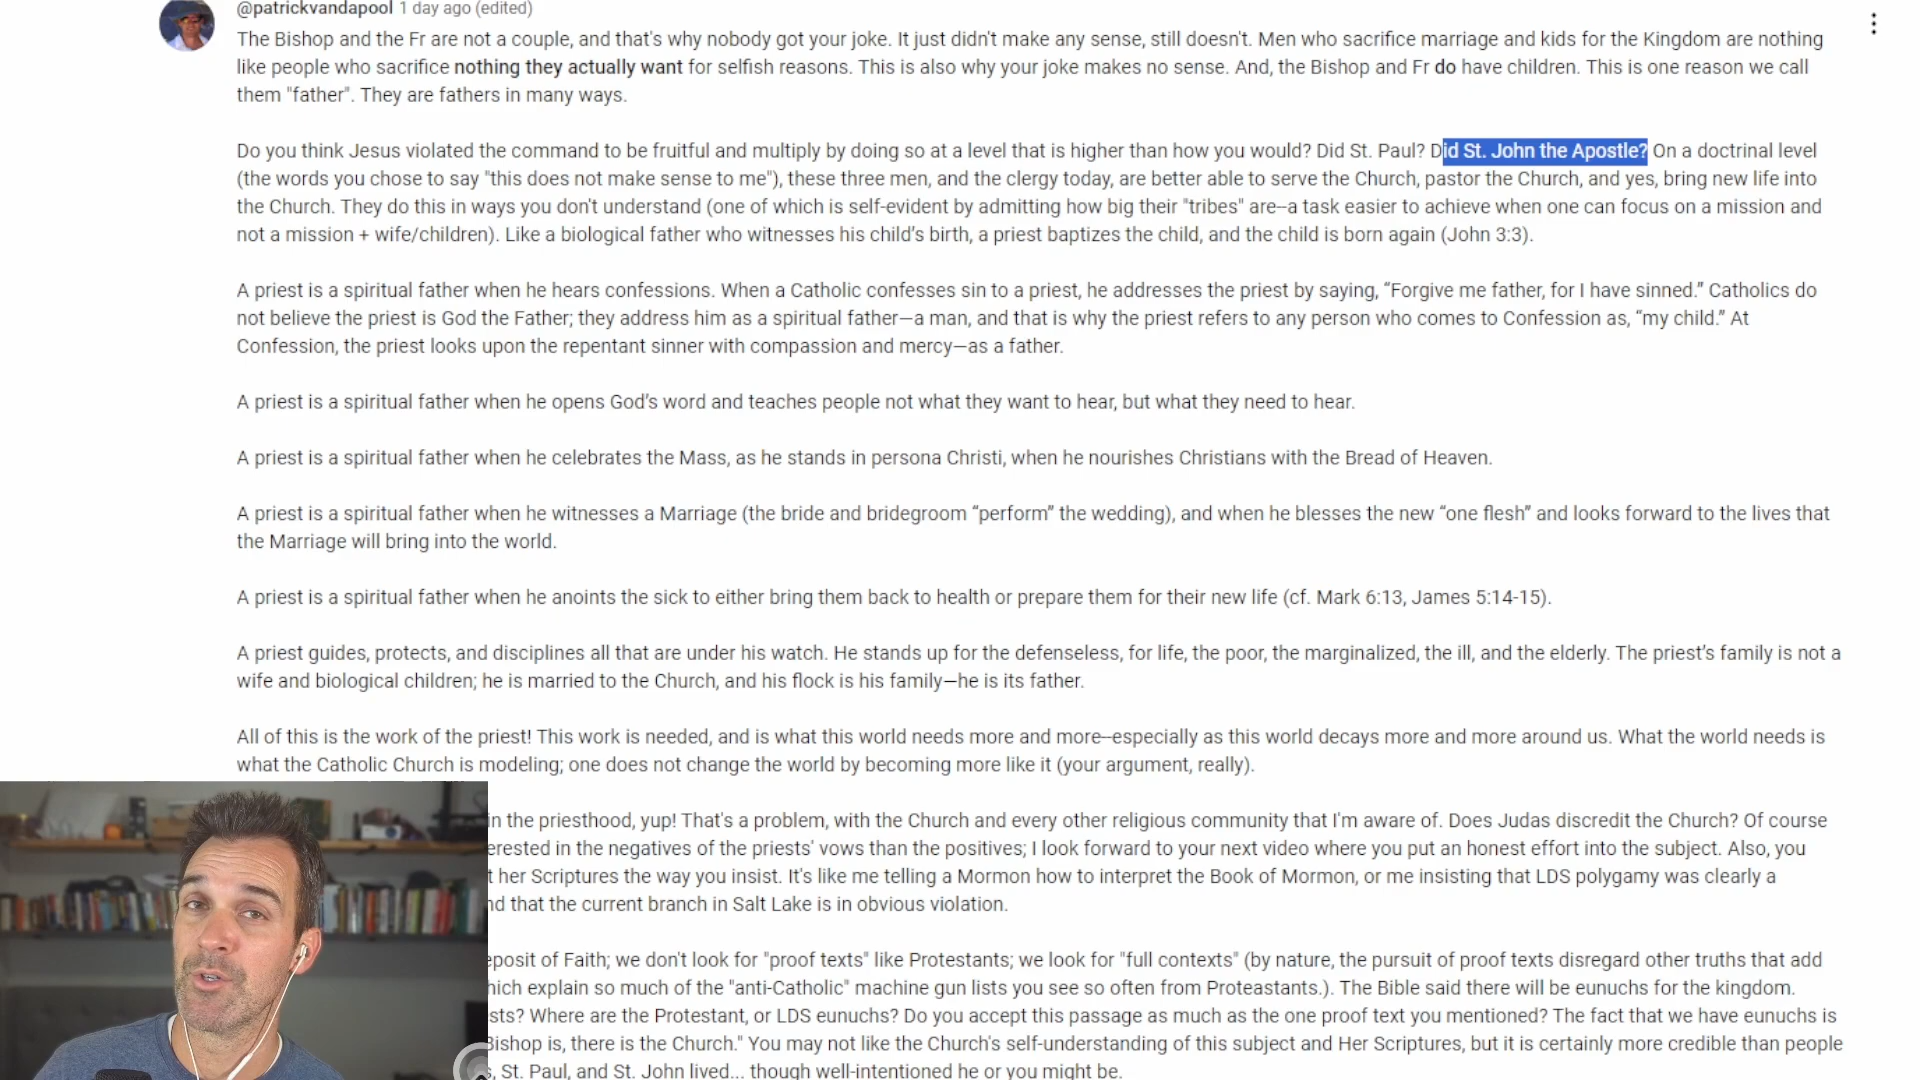 @patrickvandapool 1 day ago (edited)
The Bishop and the Fr are not a couple, and that's why nobody got your joke. It just didn't make any sense, still doesn't. Men who sacrifice marriage and kids for the Kingdom are nothing
like people who sacrifice nothing they actually want for selfish reasons. This is also why your joke makes no sense. And, the Bishop and Fr do have children. This is one reason we call
them "father". They are fathers in many ways.
Do you think Jesus violated the command to be fruitful and multiply by doing so at a level that is higher than how you would? Did St. Paul? Did St. John the Apostle? On a doctrinal level
(the words you chose to say "this does not make sense to me"), these three men, and the clergy today, are better able to serve the Church, pastor the Church, and yes, bring new life into
the Church. They do this in ways you don't understand (one of which is self-evident by admitting how big their "tribes" are--a task easier to achieve when one can focus on a mission and
not a mission + wife/children). Like a biological father who witnesses his child's birth, a priest baptizes the child, and the child is born again (John 3:3).
A priest is a spiritual father when he hears confessions. When a Catholic confesses sin to a priest, he addresses the priest by saying, “Forgive me father, for I have sinned.” Catholics do
not believe the priest is God the Father; they address him as a spiritual father—a man, and that is why the priest refers to any person who comes to Confession as, “my child.” At
Confession, the priest looks upon the repentant sinner with compassion and mercy—as a father.
A priest is a spiritual father when he opens God’s word and teaches people not what they want to hear, but what they need to hear.
A priest is a spiritual father when he celebrates the Mass, as he stands in persona Christi, when he nourishes Christians with the Bread of Heaven.
A priest is a spiritual father when he witnesses a Marriage (the bride and bridegroom “perform” the wedding), and when he blesses the new “one flesh” and looks forward to the lives that
the Marriage will bring into the world.
A priest is a spiritual father when he anoints the sick to either bring them back to health or prepare them for their new life (cf. Mark 6:13, James 5:14-15).
A priest guides, protects, and disciplines all that are under his watch. He stands up for the defenseless, for life, the poor, the marginalized, the ill, and the elderly. The priest’s family is not a
wife and biological children; he is married to the Church, and his flock is his family—he is its father.
All of this is the work of the priest! This work is needed, and is what this world needs more and more--especially as this world decays more and more around us. What the world needs is
what the Catholic Church is modeling; one does not change the world by becoming more like it (your argument, really).
in the priesthood, yup! That's a problem, with the Church and every other religious community that I'm aware of. Does Judas discredit the Church? Of course
erested in the negatives of the priests' vows than the positives; I look forward to your next video where you put an honest effort into the subject. Also, you
t her Scriptures the way you insist. It's like me telling a Mormon how to interpret the Book of Mormon, or me insisting that LDS polygamy was clearly a
nd that the current branch in Salt Lake is in obvious violation.
eposit of Faith; we don't look for "proof texts" like Protestants; we look for "full contexts" (by nature, the pursuit of proof texts disregard other truths that add
hich explain so much of the "anti-Catholic" machine gun lists you see so often from Proteastants.). The Bible said there will be eunuchs for the kingdom.
sts? Where are the Protestant, or LDS eunuchs? Do you accept this passage as much as the one proof text you mentioned? The fact that we have eunuchs is
Bishop is, there is the Church." You may not like the Church's self-understanding of this subject and Her Scriptures, but it is certainly more credible than people
s, St. Paul, and St. John lived... though well-intentioned he or you might be.